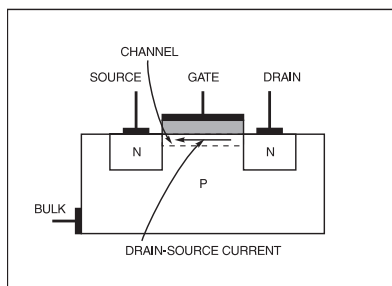 CHANNEL
SOURCE GATE DRAIN
N N
P
BULK
DRAIN-SOURCE CURRENT